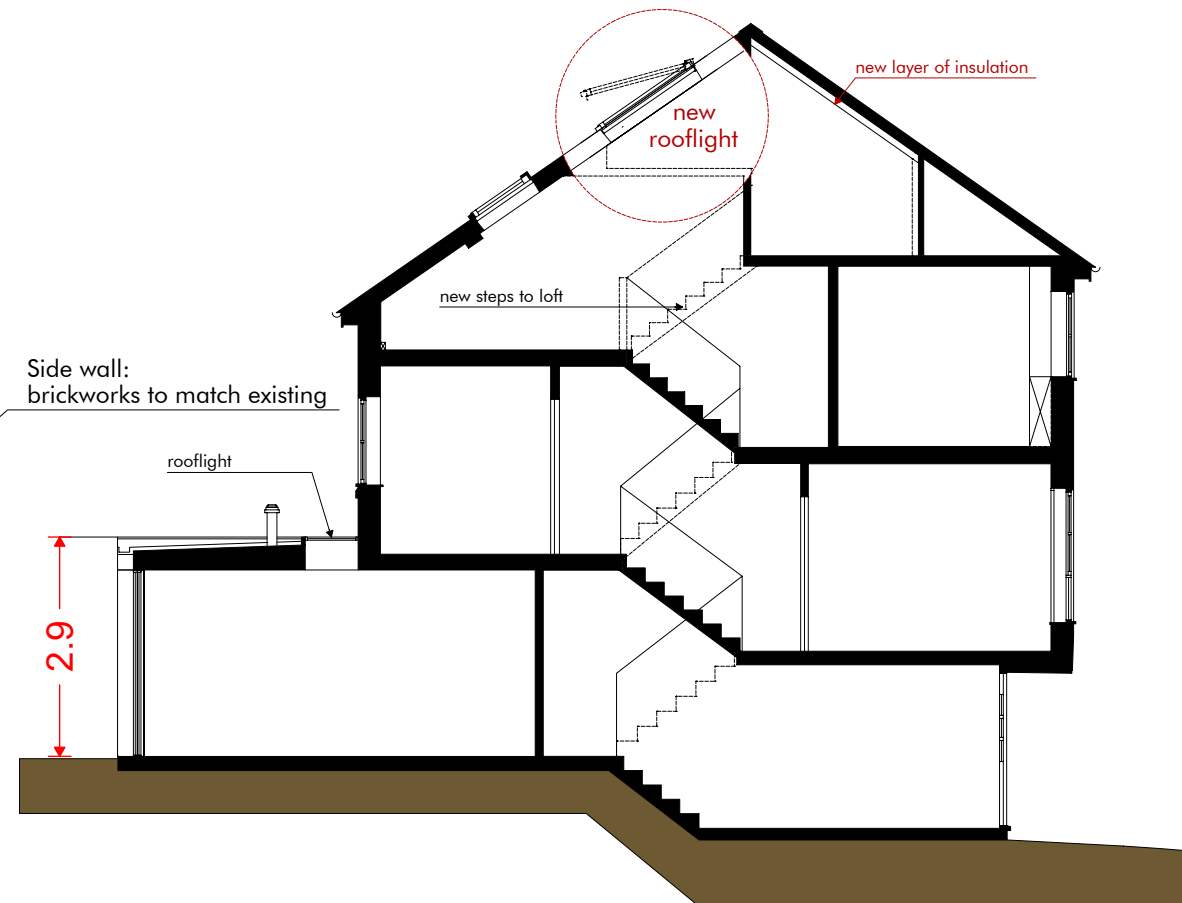 new layer of insulation
new
rooflight
new steps to loft
Side wall:
brickworks to match existing
rooflight
2.9